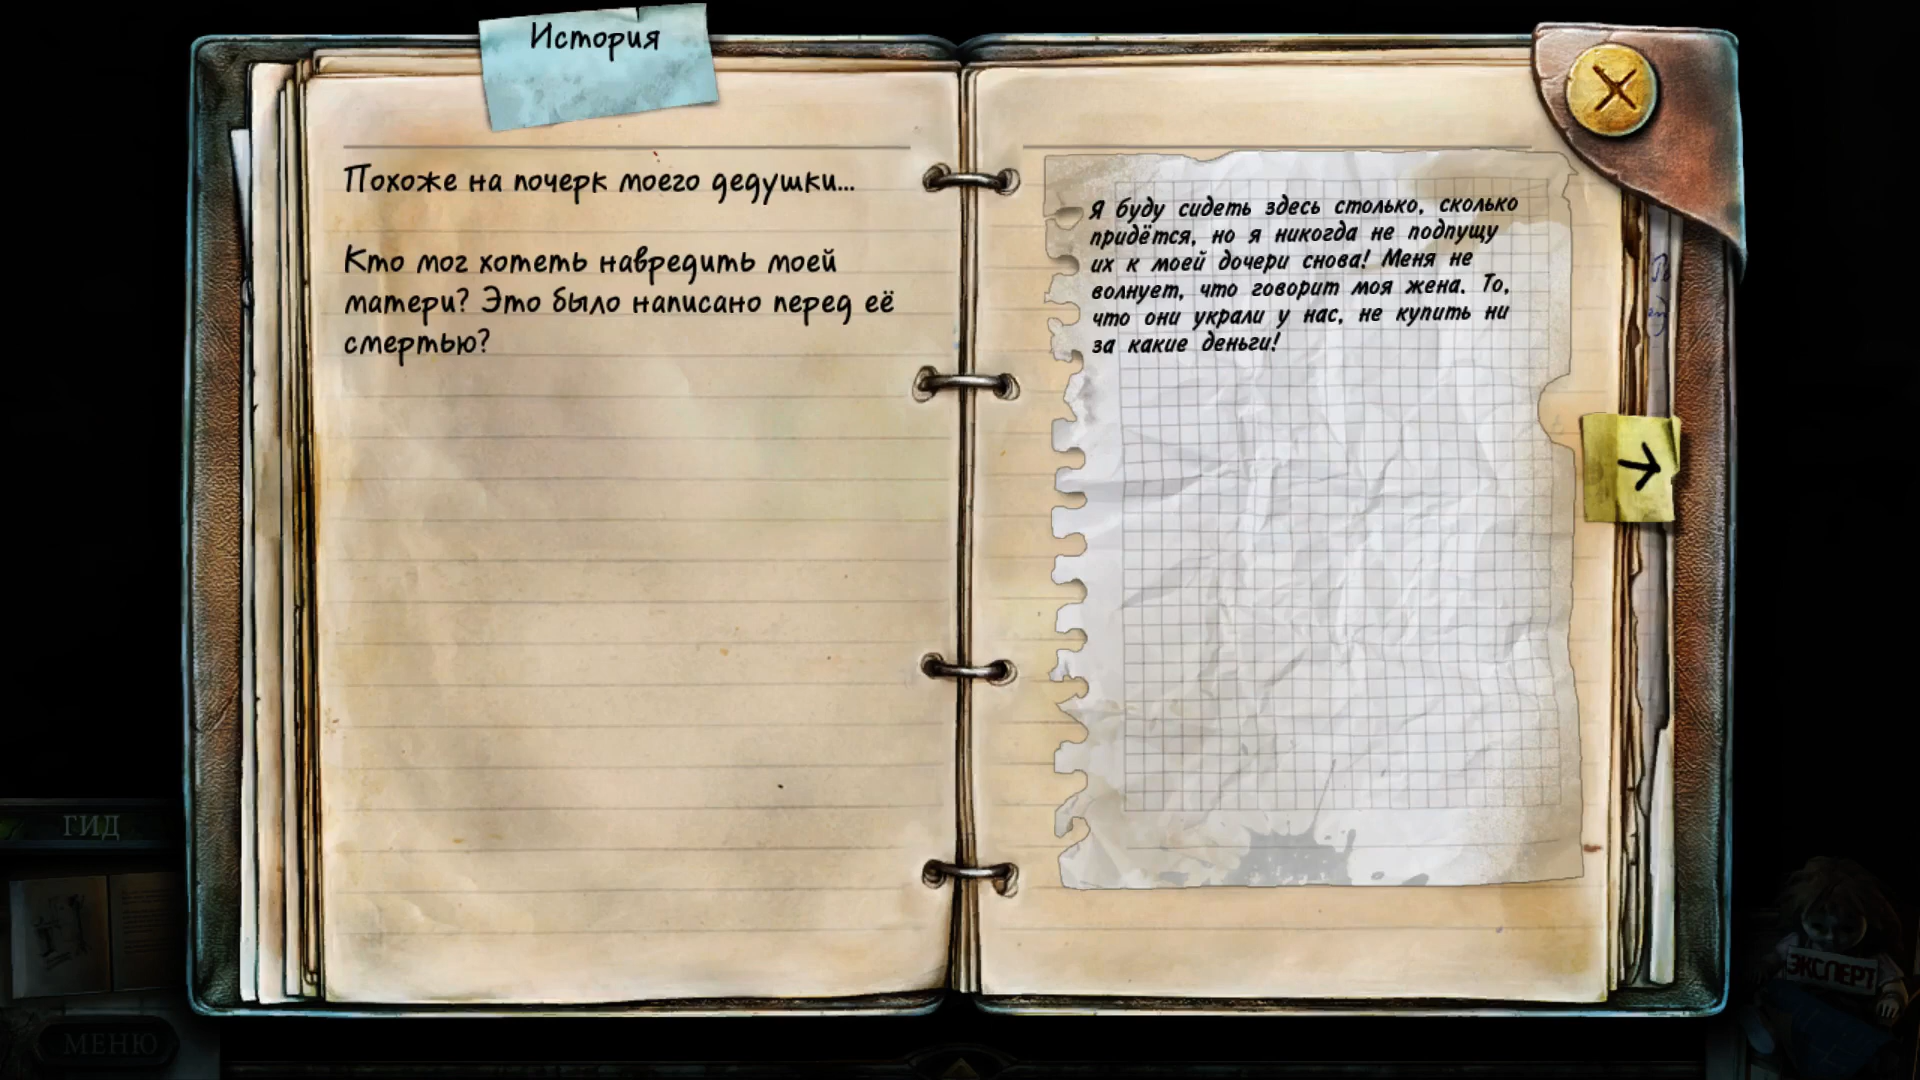 История
Похоже на почерк моего дедушки...
Кто мог хотеть навредить моей
матери? Это было написано перед её
смертью?
Я буду сидеть здесь столько, сколько
придётся, но я никогда не подпущу
их к моей дочери снова! Меня не
волнует, что говорит моя жена. То,
что они украли у нас, не купить ни
за какие деньги!
ГИД
МЕНЮ
ЭКСПЕРТ